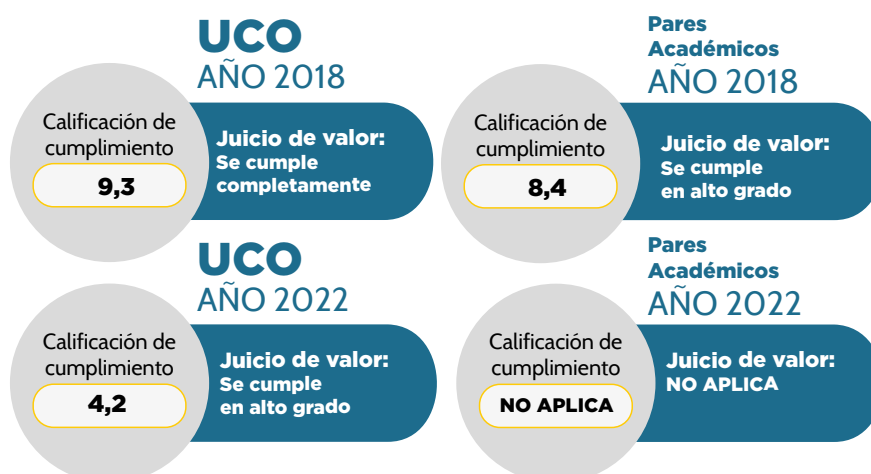 UCO
AÑO 2018
Calificación de
cumplimiento
9,3
Juicio de valor:
Se cumple
completamente
Pares
Académicos
AÑO 2018
Calificación de
cumplimiento
8,4
Juicio de valor:
Se cumple
en alto grado
UCO
AÑO 2022
Calificación de
cumplimiento
4,2
Juicio de valor:
Se cumple
en alto grado
Pares
Académicos
AÑO 2022
Calificación de
cumplimiento
NO APLICA
Juicio de valor:
NO APLICA